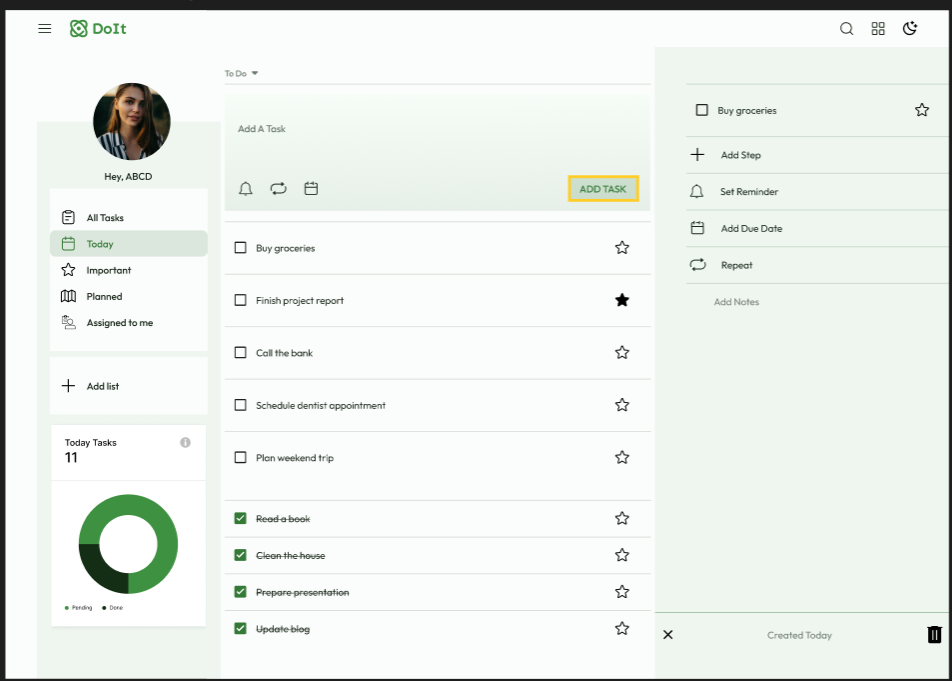 DoIt
To Do
Hey, ABCD
All Tasks
Today
Important
Planned
Assigned to me
Add list
Today Tasks
11
Pending
Done
Add A Task
ADD TASK
Buy groceries
Finish project report
Call the bank
Schedule dentist appointment
Plan weekend trip
Read a book
Clean the house
Prepare presentation
Update blog
Buy groceries
Add Step
Set Reminder
Add Due Date
Repeat
Add Notes
Created Today